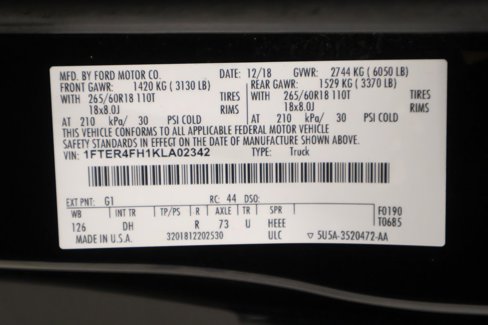 MFD. BY FORD MOTOR CO. DATE: 12/18 GVWR: 2744 KG ( 6050 LB)
FRONT GAWR: 1420 KG ( 3130 LB) REAR GAWR: 1529 KG ( 3370 LB)
WITH 265/60R18 110T TIRES WITH 265/60R18 110T TIRES
18x8.0J RIMS 18x8.0J RIMS
AT 210 kPa/ 30 PSI COLD AT 210 kPa/ 30 PSI COLD
THIS VEHICLE CONFORMS TO ALL APPLICABLE FEDERAL MOTOR VEHICLE
SAFETY STANDARDS IN EFFECT ON THE DATE OF MANUFACTURE SHOWN ABOVE.
VIN: 1FTER4FH1KLA02342 TYPE: Truck
EXT PNT: G1 RC: 44 DSO:
WB INT TR TP/PS R AXLE TR SPR F0190
126 DH R 73 U HEEE T0685
MADE IN U.S.A. 3201812202530 ULC ▽ 5U5A-3520472-AA